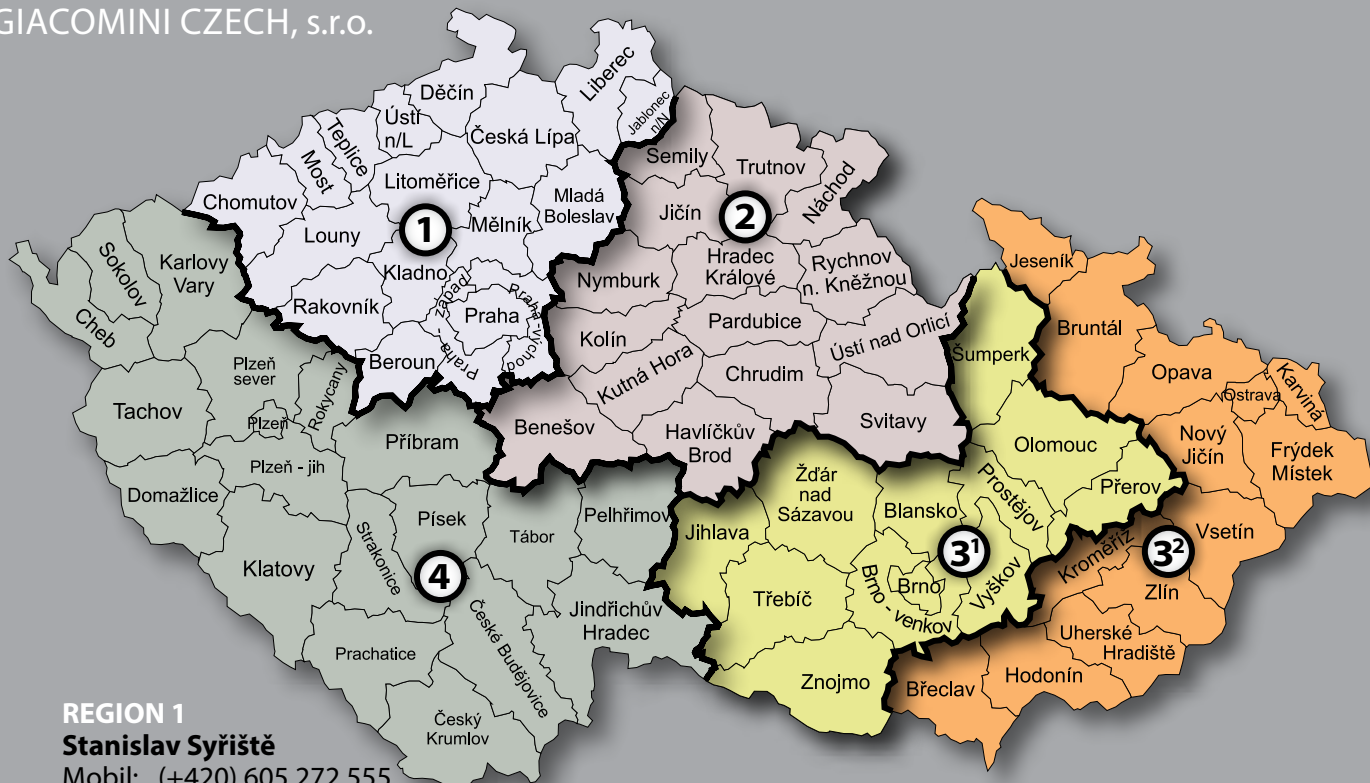 GIACOMINI CZECH, s.r.o.
Liberec
Děčín
Jablonec
n/N
Ústí
n/L
Česká Lípa
Teplice
Most
Semily
Trutnov
Litoměřice
Náchod
Chomutov
Mladá
Boleslav
Jičín
2
Mělník
1
Louny
Hradec
Králové
Rychnov
n. Kněžnou
Jeseník
Sokolov
Karlovy
Vary
Kladno
Nymburk
Rakovník
Praha - západ
Praha
Praha - východ
Pardubice
Bruntál
Cheb
Kolín
Ústí nad Orlicí
Beroun
Šumperk
Plzeň
sever
Rokycany
Kutná Hora
Chrudim
Opava
Karviná
Ostrava
Tachov
Plzeň
Příbram
Benešov
Havlíčkův
Brod
Svitavy
Olomouc
Nový
Jičín
Frýdek
Místek
Plzeň - jih
Žďár
nad
Sázavou
Prostějov
Přerov
Domažlice
Písek
Pelhřimov
Blansko
Tábor
Jihlava
Vsetín
Strakonice
3¹
Kroměříž
3²
Klatovy
4
Brno
Brno - venkov
Vyškov
Třebíč
Zlín
České Budějovice
Jindřichův
Hradec
Uherské
Hradiště
Prachatice
Znojmo
Břeclav
Hodonín
Český
Krumlov
REGION 1
Stanislav Syřiště
Mobil: (+420) 605 272 555